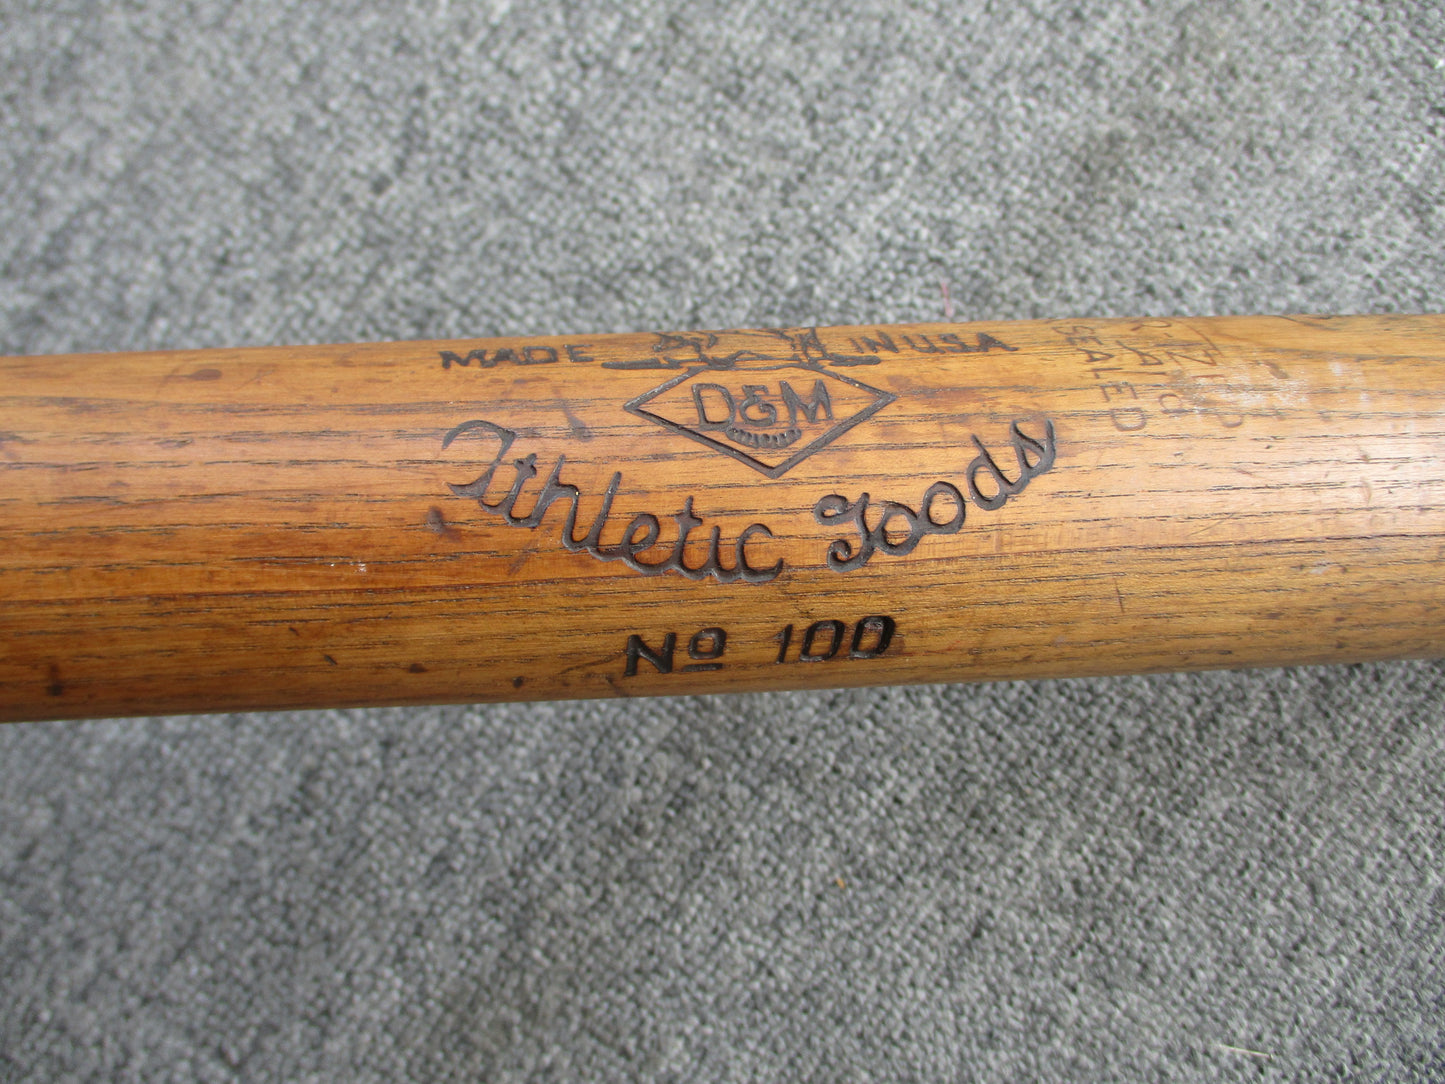 MADE IN U.S.A.
D&M
Athletic Goods
No 100
SEALED